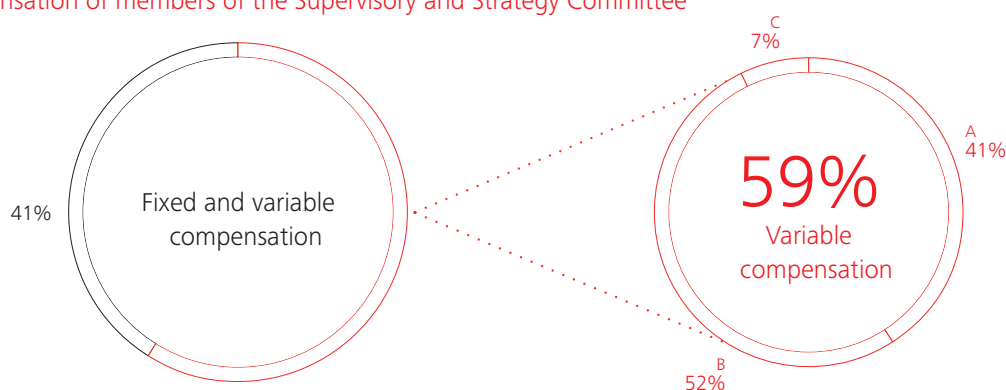 of members of the Supervisory and Strategy Committee
C
7%
A
41%
59%
Variable
compensation
41%
Fixed and variable
compensation
B
52%